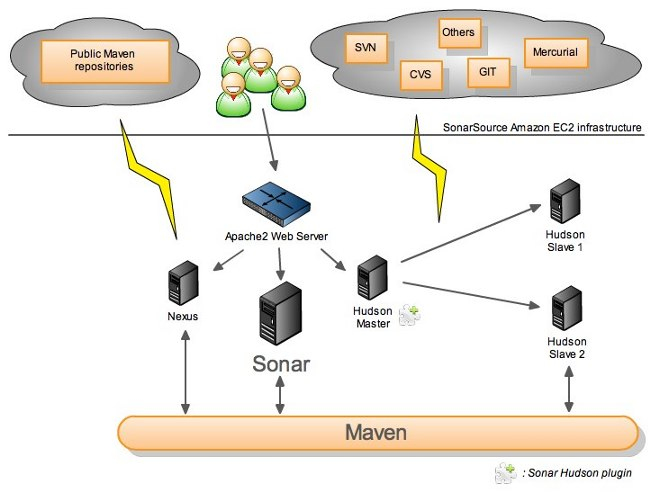 Public Maven
repositories
SVN
Others
CVS
GIT
Mercurial
SonarSource Amazon EC2 infrastructure
Apache2 Web Server
Hudson
Slave 1
Nexus
Sonar
Hudson
Master
Hudson
Slave 2
Maven
: Sonar Hudson plugin